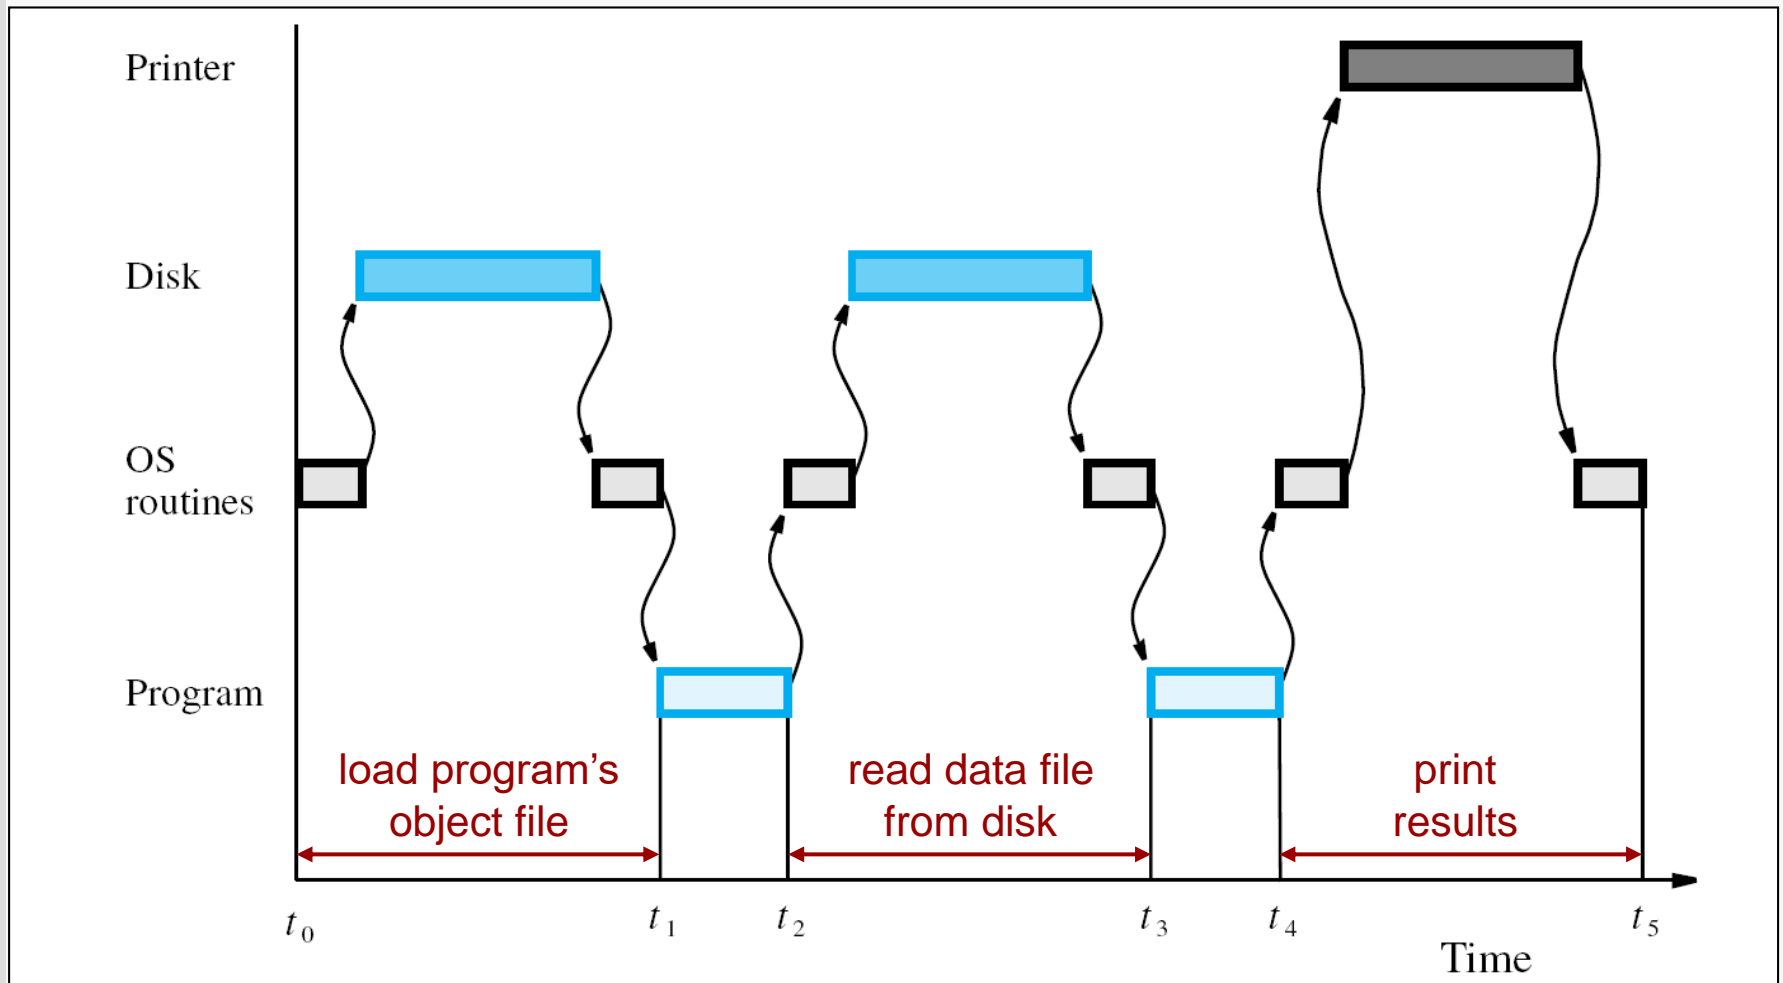 Printer
Disk
OS
routines
Program
load program’s
object file
read data file
from disk
print
results
t0 t1 t2 t3 t4 t5
Time